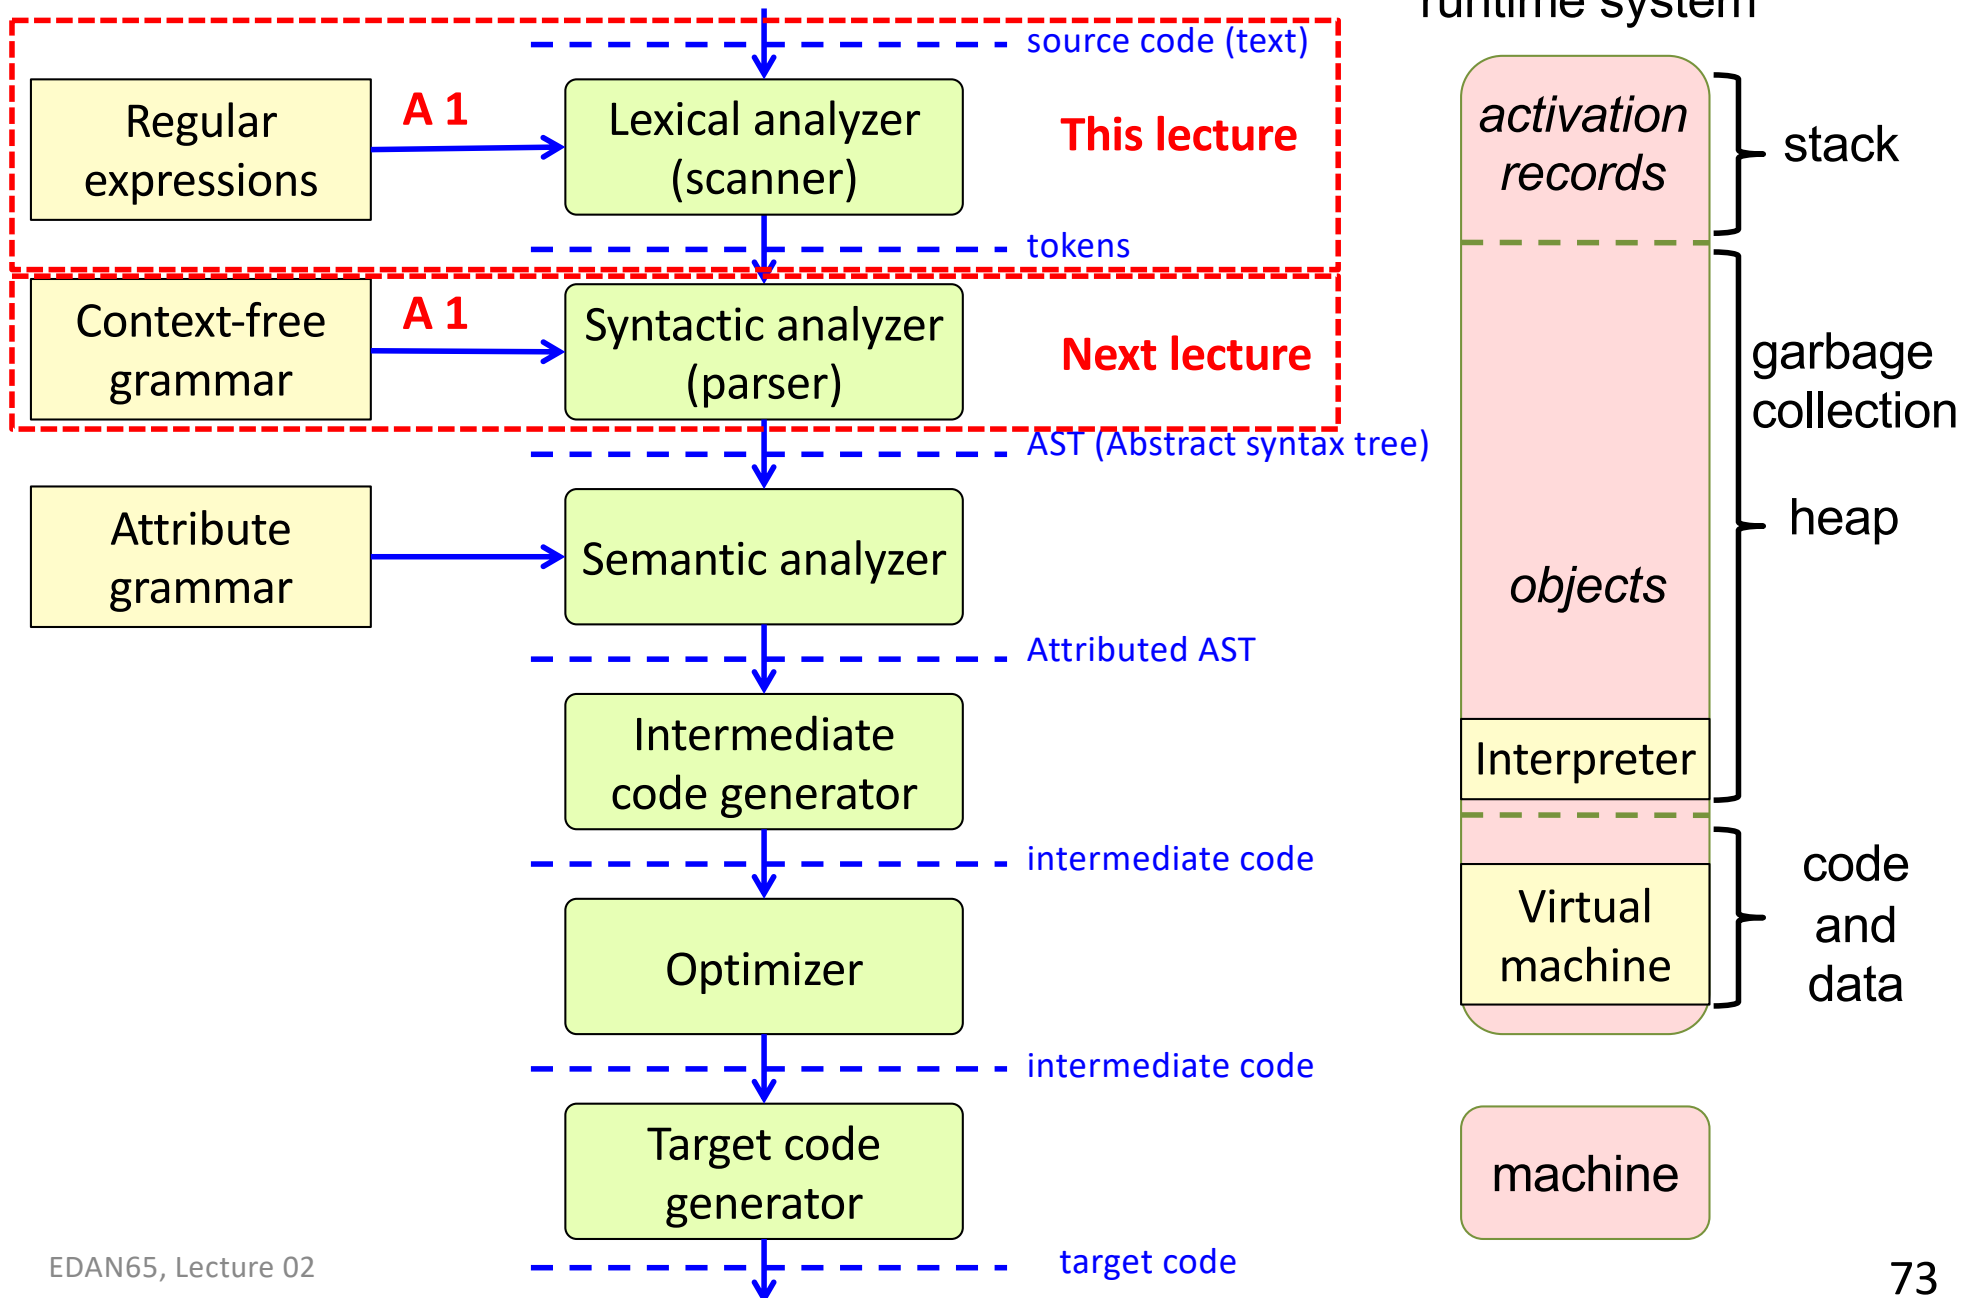 runtime system
source code (text)
Regular
expressions
A 1
Lexical analyzer
(scanner)
This lecture
tokens
Context-free
grammar
A 1
Syntactic analyzer
(parser)
Next lecture
AST (Abstract syntax tree)
Attribute
grammar
Semantic analyzer
Attributed AST
Intermediate
code generator
intermediate code
Optimizer
intermediate code
Target code
generator
target code
activation
records
stack
garbage
collection
heap
objects
Interpreter
Virtual
machine
code
and
data
machine
EDAN65, Lecture 02
73